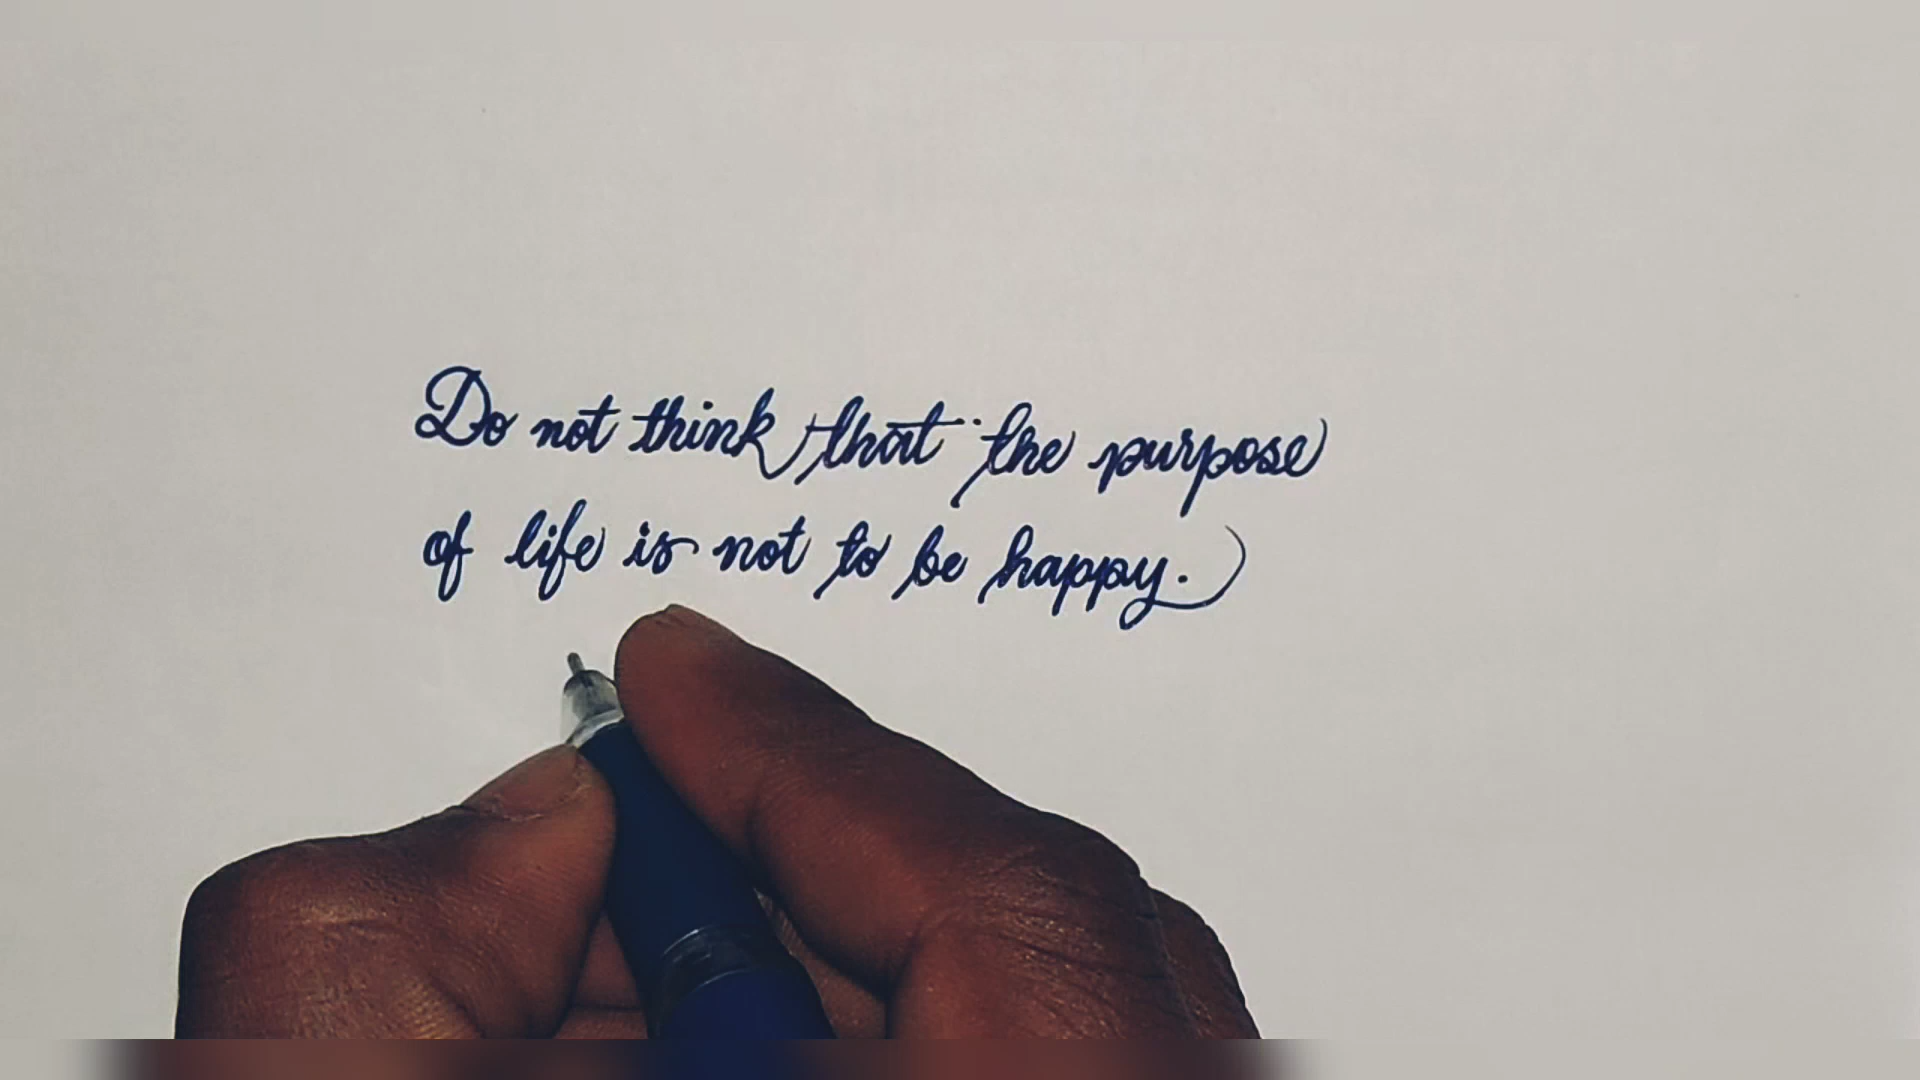 Do not think that the purpose
of life is not to be happy.